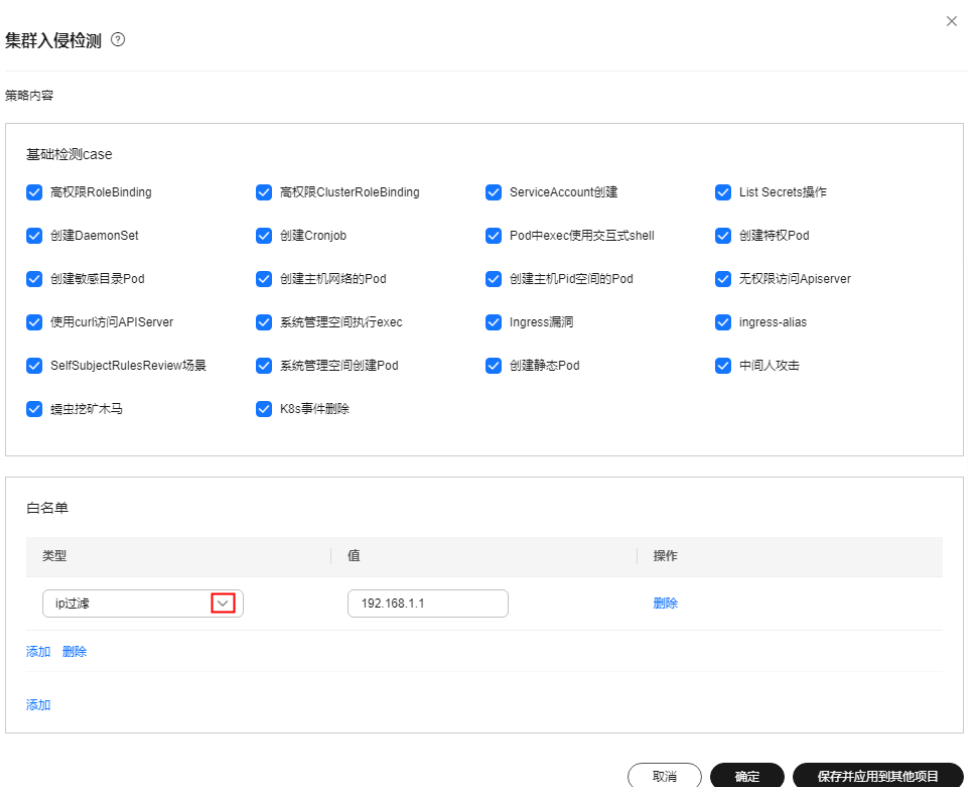 集群入侵检测
策略内容
基础检测case
高权限RoleBinding 高权限ClusterRoleBinding ServiceAccount创建 List Secrets操作
创建DaemonSet 创建Cronjob Pod中exec使用交互式shell 创建特权Pod
创建敏感目录Pod 创建主机网络的Pod 创建主机Pid空间的Pod 无权限访问Apiserver
使用curl访问APIServer 系统管理空间执行exec Ingress漏洞 ingress-alias
SelfSubjectRulesReview场景 系统管理空间创建Pod 创建静态Pod 中间人攻击
蠕虫挖矿木马 K8s事件删除
白名单
类型 值 操作
ip过滤 192.168.1.1 删除
添加 删除
添加
取消 确定 保存并应用到其他项目